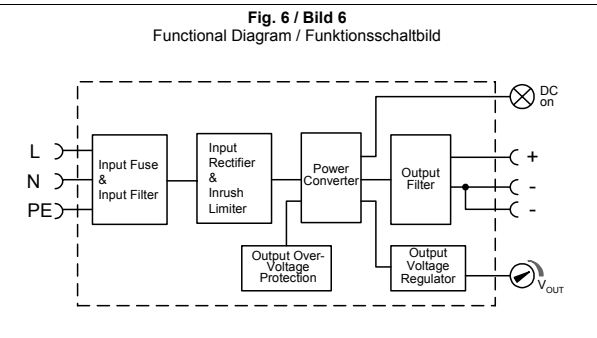 Fig. 6 / Bild 6
Functional Diagram / Funktionsschaltbild
DC
on
L
N
PE
Input Fuse
&
Input Filter
Input
Rectifier
&
Inrush
Limiter
Power
Converter
Output
Filter
+
-
-
Output Over-
Voltage
Protection
Output
Voltage
Regulator
VOUT